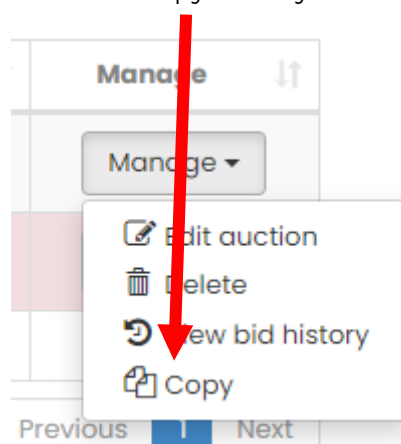 Manage
Manage
Edit auction
Delete
View bid history
Copy
Previous 1 Next